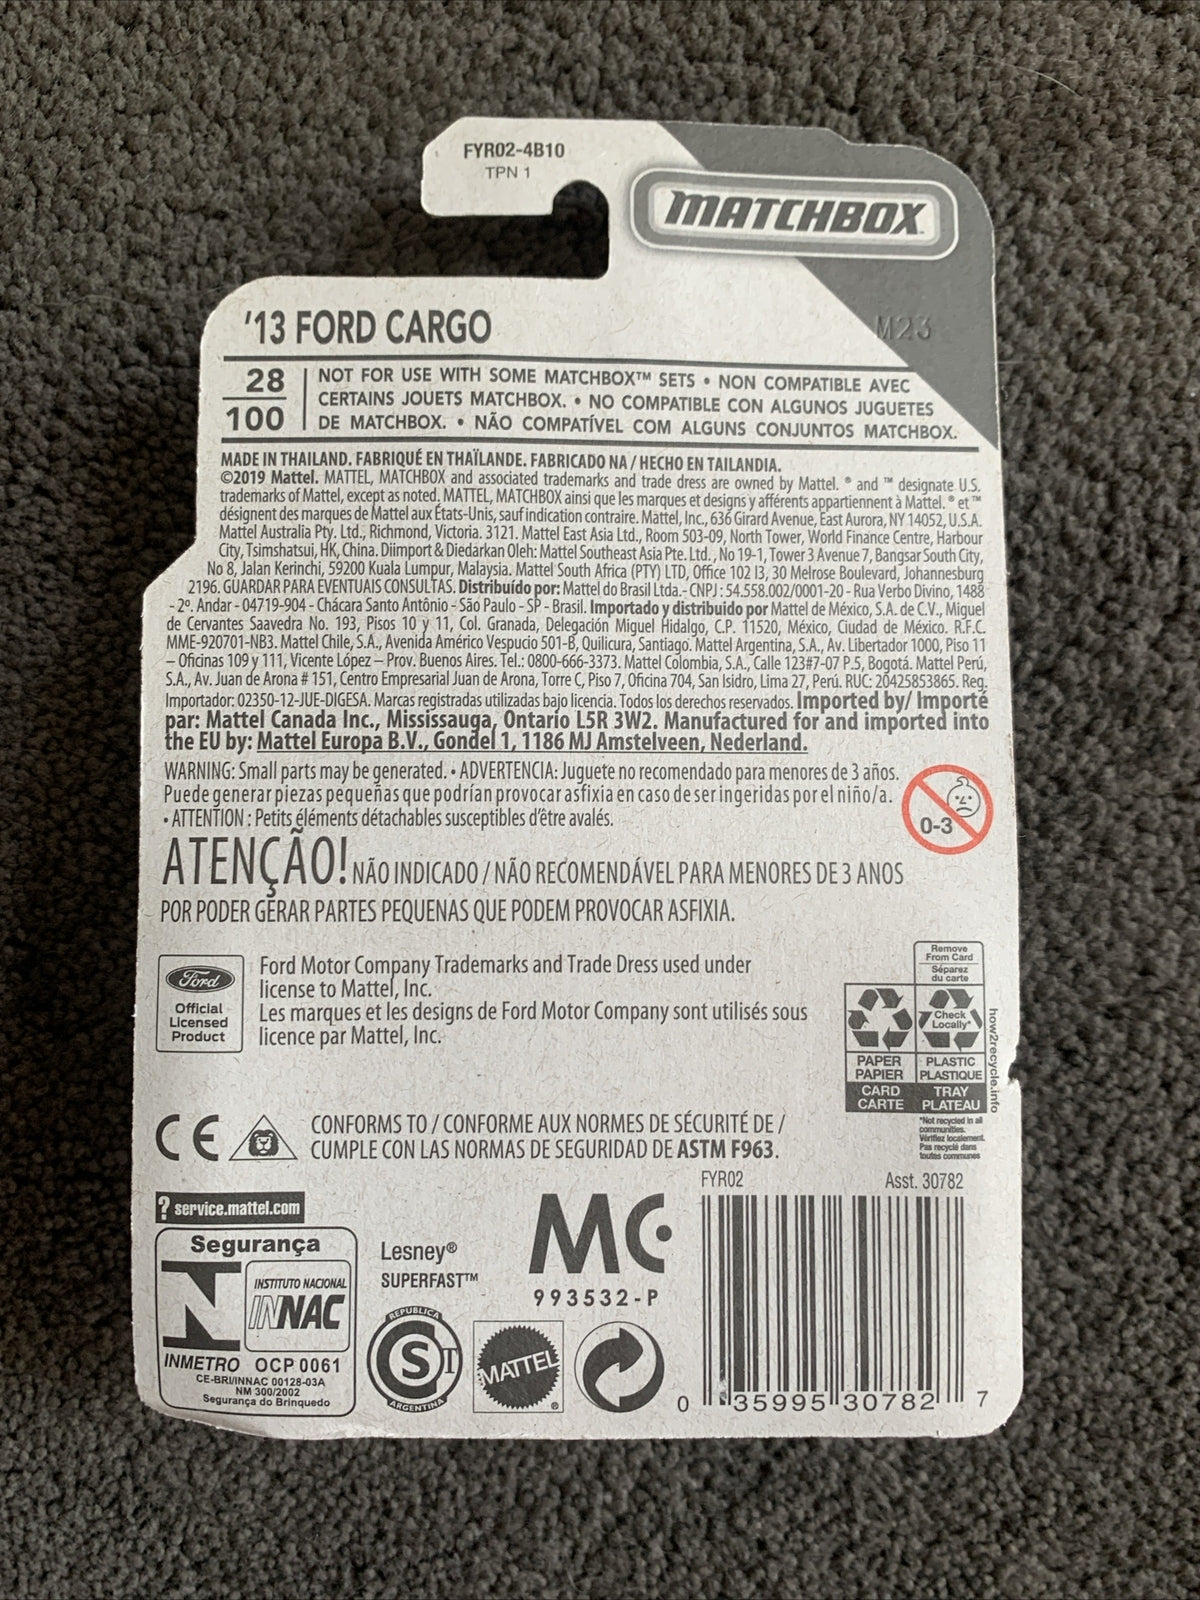 FYR02-4B10
TPN 1
MATCHBOX
M23
'13 FORD CARGO
28
100
NOT FOR USE WITH SOME MATCHBOX™ SETS • NON COMPATIBLE AVEC
CERTAINS JOUETS MATCHBOX. • NO COMPATIBLE CON ALGUNOS JUGUETES
DE MATCHBOX. • NÃO COMPATÍVEL COM ALGUNS CONJUNTOS MATCHBOX.
MADE IN THAILAND. FABRIQUÉ EN THAÏLANDE. FABRICADO NA / HECHO EN TAILANDIA.
©2019 Mattel. MATTEL, MATCHBOX and associated trademarks and trade dress are owned by Mattel. ® and ™ designate U.S.
trademarks of Mattel, except as noted. MATTEL, MATCHBOX ainsi que les marques et designs y afférents appartiennent à Mattel. ® et ™
désignent des marques de Mattel aux États-Unis, sauf indication contraire. Mattel, Inc., 636 Girard Avenue, East Aurora, NY 14052, U.S.A.
Mattel Australia Pty. Ltd., Richmond, Victoria. 3121. Mattel East Asia Ltd., Room 503-09, North Tower, World Finance Centre, Harbour
City, Tsimshatsui, HK, China. Diimport & Diedarkan Oleh: Mattel Southeast Asia Pte. Ltd. , No 19-1, Tower 3 Avenue 7, Bangsar South City,
No 8, Jalan Kerinchi, 59200 Kuala Lumpur, Malaysia. Mattel South Africa (PTY) LTD, Office 102 I3, 30 Melrose Boulevard, Johannesburg
2196. GUARDAR PARA EVENTUAIS CONSULTAS. Distribuído por: Mattel do Brasil Ltda.- CNPJ : 54.558.002/0001-20 - Rua Verbo Divino, 1488
- 2º. Andar - 04719-904 - Chácara Santo Antônio - São Paulo - SP - Brasil. Importado y distribuido por Mattel de México, S.A. de C.V., Miguel
de Cervantes Saavedra No. 193, Pisos 10 y 11, Col. Granada, Delegación Miguel Hidalgo, C.P. 11520, México, Ciudad de México. R.F.C.
MME-920701-NB3. Mattel Chile, S.A., Avenida Américo Vespucio 501-B, Quilicura, Santiago. Mattel Argentina, S.A., Av. Libertador 1000, Piso 11
– Oficinas 109 y 111, Vicente López – Prov. Buenos Aires. Tel.: 0800-666-3373. Mattel Colombia, S.A., Calle 123#7-07 P.5, Bogotá. Mattel Perú,
S.A., Av. Juan de Arona # 151, Centro Empresarial Juan de Arona, Torre C, Piso 7, Oficina 704, San Isidro, Lima 27, Perú. RUC: 20425853865. Reg.
Importador: 02350-12-JUE-DIGESA. Marcas registradas utilizadas bajo licencia. Todos los derechos reservados. Imported by/ Importé
par: Mattel Canada Inc., Mississauga, Ontario L5R 3W2. Manufactured for and imported into
the EU by: Mattel Europa B.V., Gondel 1, 1186 MJ Amstelveen, Nederland.
WARNING: Small parts may be generated. • ADVERTENCIA: Juguete no recomendado para menores de 3 años.
Puede generar piezas pequeñas que podrían provocar asfixia en caso de ser ingeridas por el niño/a.
• ATTENTION : Petits éléments détachables susceptibles d'être avalés.
0-3
ATENÇÃO! NÃO INDICADO / NÃO RECOMENDÁVEL PARA MENORES DE 3 ANOS
POR PODER GERAR PARTES PEQUENAS QUE PODEM PROVOCAR ASFIXIA.
Ford
Official
Licensed
Product
Ford Motor Company Trademarks and Trade Dress used under
license to Mattel, Inc.
Les marques et les designs de Ford Motor Company sont utilisés sous
licence par Mattel, Inc.
Remove
From Card
Séparez
du carte
Check
Locally*
PAPER
PAPIER
PLASTIC
PLASTIQUE
CARD
CARTE
TRAY
PLATEAU
how2recycle.info
*Not recycled in all
communities.
Vérifiez localement.
Pas recyclé dans
toutes communes
CE
CONFORMS TO / CONFORME AUX NORMES DE SÉCURITÉ DE /
CUMPLE CON LAS NORMAS DE SEGURIDAD DE ASTM F963.
? service.mattel.com
Segurança
INSTITUTO NACIONAL
INNAC
INMETRO OCP 0061
CE-BRI/INNAC 00128-03A
NM 300/2002
Segurança do Brinquedo
Lesney®
SUPERFAST™
REPUBLICA
S
ARGENTINA
MC
993532-P
MATTEL
®
FYR02
Asst. 30782
0 35995 30782 7